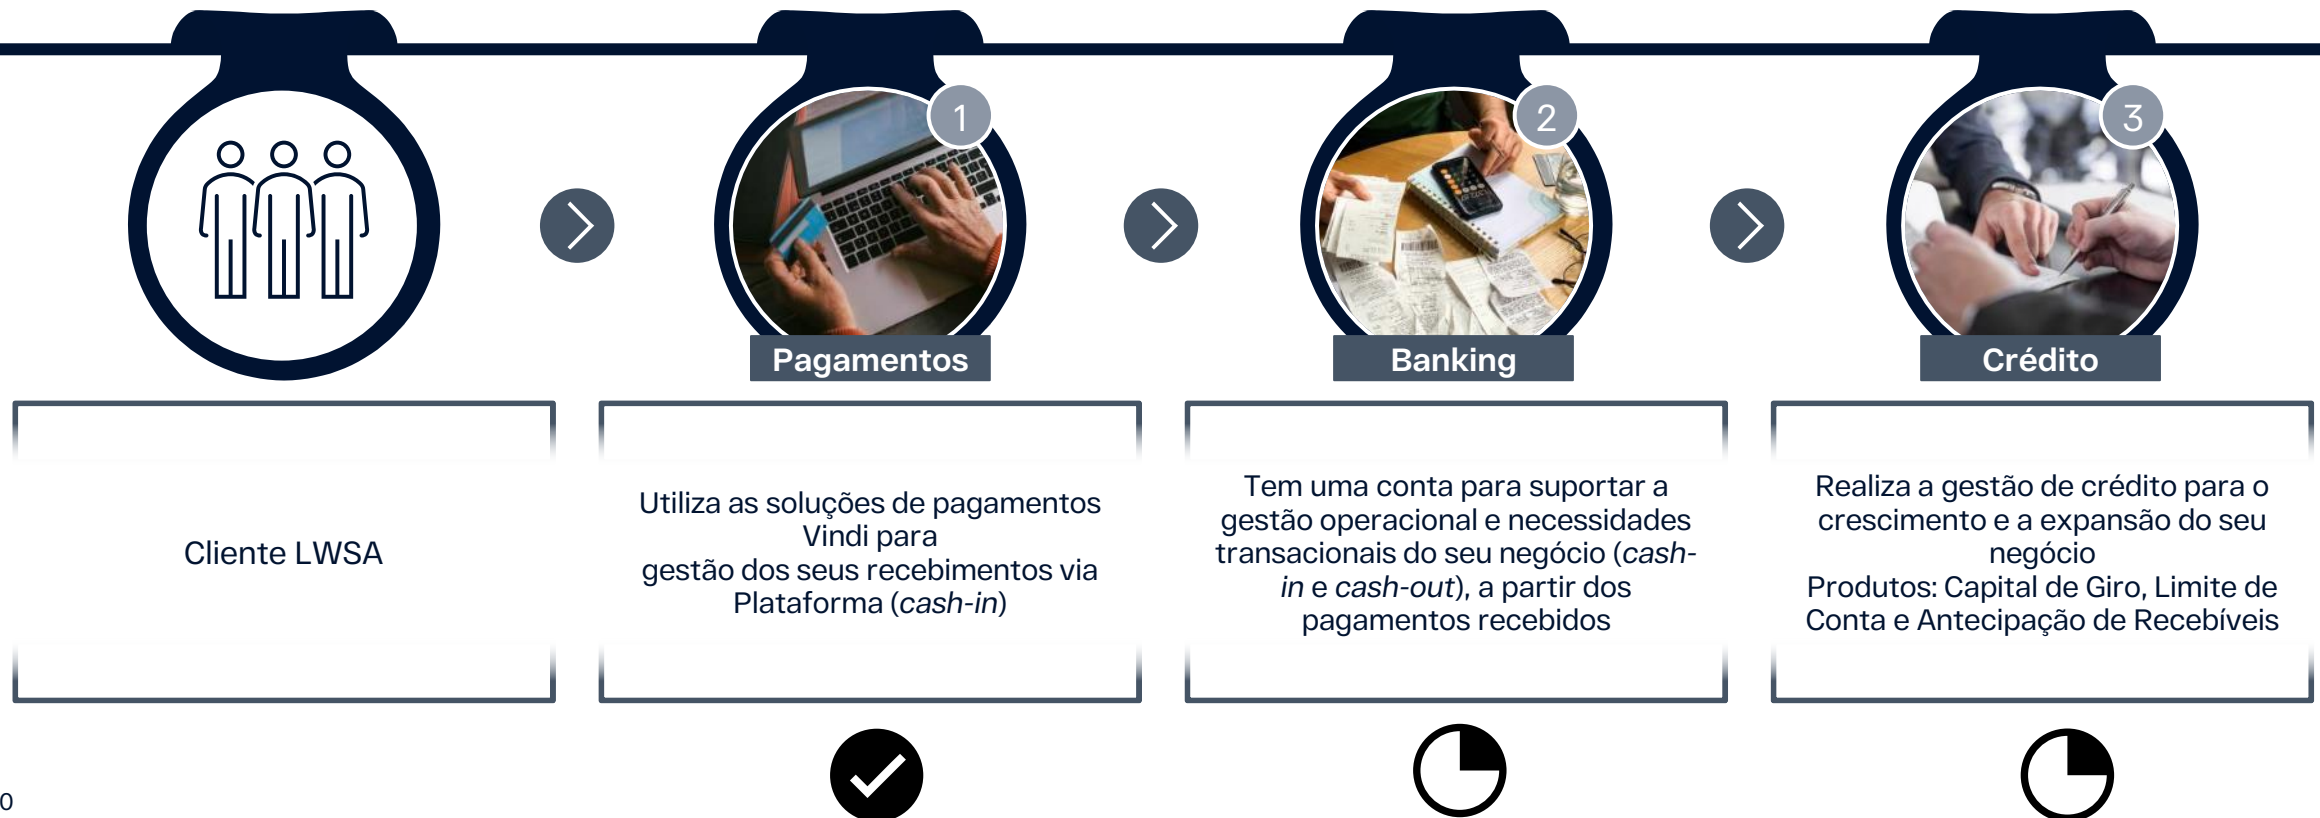 1
2
3
Pagamentos
Banking
Crédito
Cliente LWSA
Utiliza as soluções de pagamentos
Vindi para
gestão dos seus recebimentos via
Plataforma (cash-in)
Tem uma conta para suportar a
gestão operacional e necessidades
transacionais do seu negócio (cash-
in e cash-out), a partir dos
pagamentos recebidos
Realiza a gestão de crédito para o
crescimento e a expansão do seu
negócio
Produtos: Capital de Giro, Limite de
Conta e Antecipação de Recebíveis
0